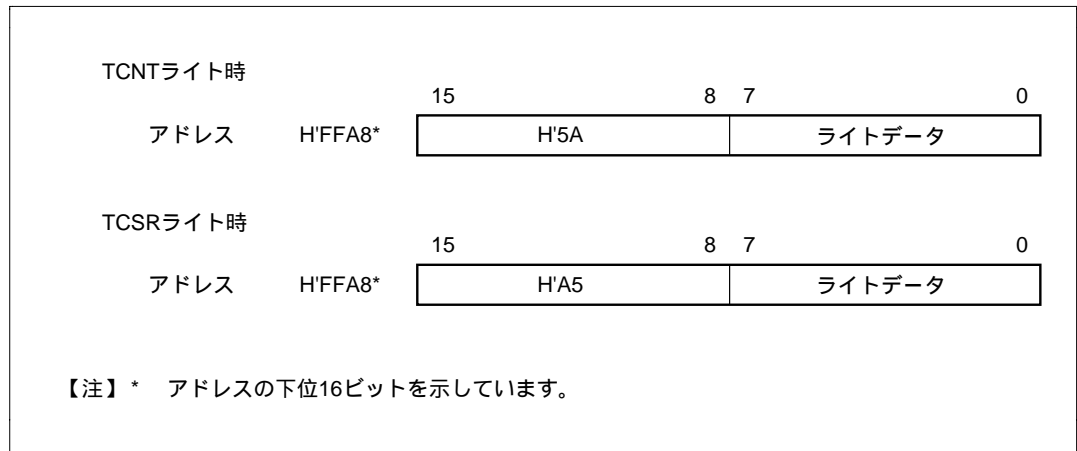 TCNTライト時
15 8 7 0
アドレス H'FFA8* H'5A ライトデータ
TCSRライト時
15 8 7 0
アドレス H'FFA8* H'A5 ライトデータ
【注】* アドレスの下位16ビットを示しています。